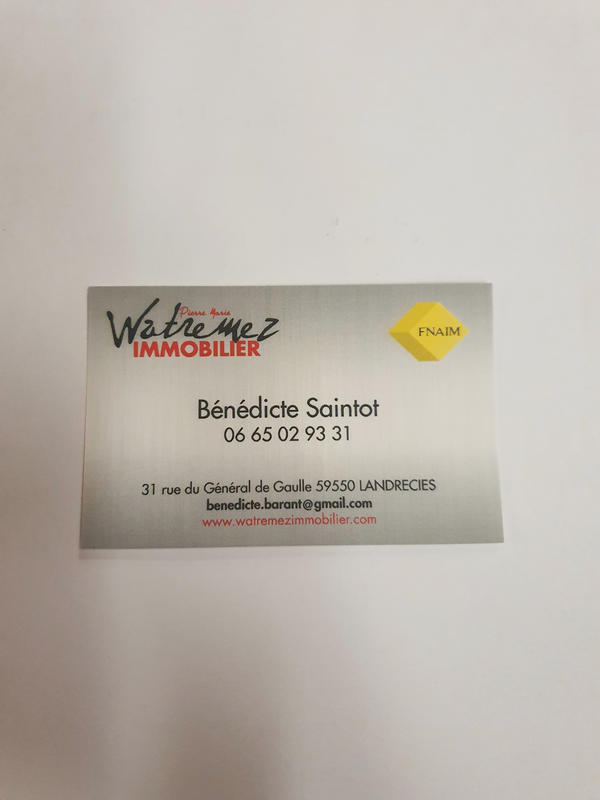 Pierre Marie
Watremez
IMMOBILIER
FNAIM
Bénédicte Saintot
06 65 02 93 31
31 rue du Général de Gaulle 59550 LANDRECIES
benedicte.barant@gmail.com
www.watremezimmobilier.com